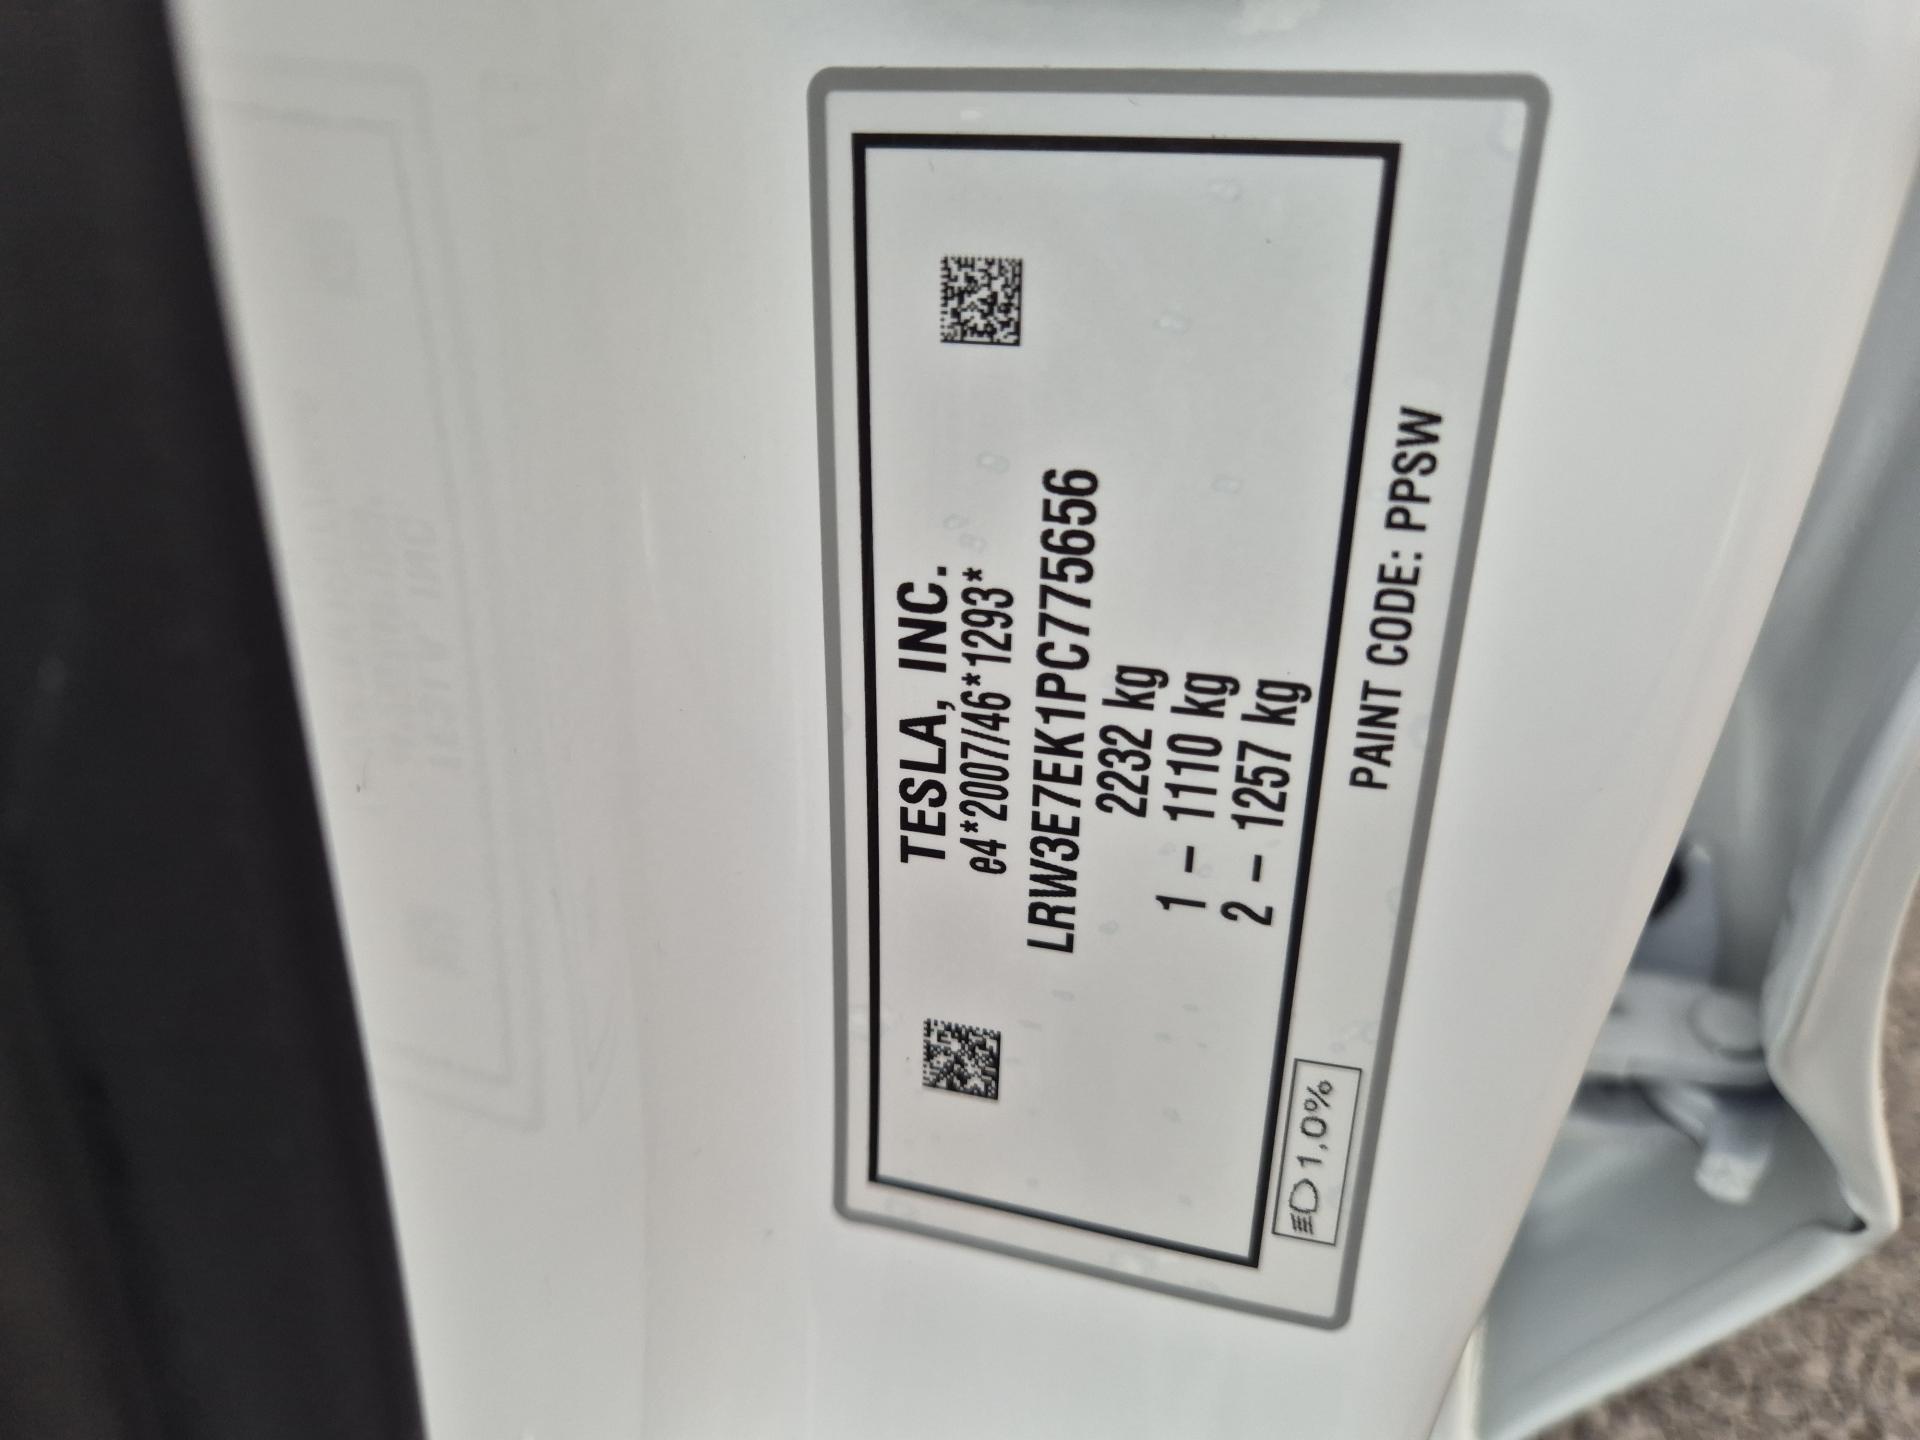 TESLA, INC.
e4*2007/46*1293*
LRW3E7EK1PC775656
2232 kg
1 – 1110 kg
2 – 1257 kg
1.0%
PAINT CODE: PPSW